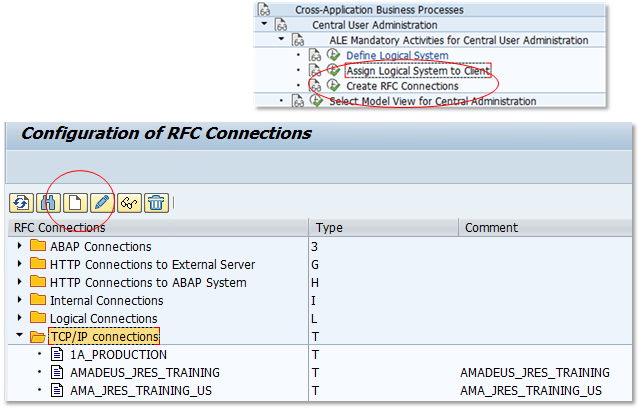 Cross-Application Business Processes
Central User Administration
ALE Mandatory Activities for Central User Administration
Define Logical System
Assign Logical System to Client
Create RFC Connections
Select Model View for Central Administration
Configuration of RFC Connections
RFC Connections Type Comment
ABAP Connections 3
HTTP Connections to External Server G
HTTP Connections to ABAP System H
Internal Connections I
Logical Connections L
TCP/IP connections T
1A_PRODUCTION T
AMADEUS_JRES_TRAINING T AMADEUS_JRES_TRAINING
AMA_JRES_TRAINING_US T AMA_JRES_TRAINING_US